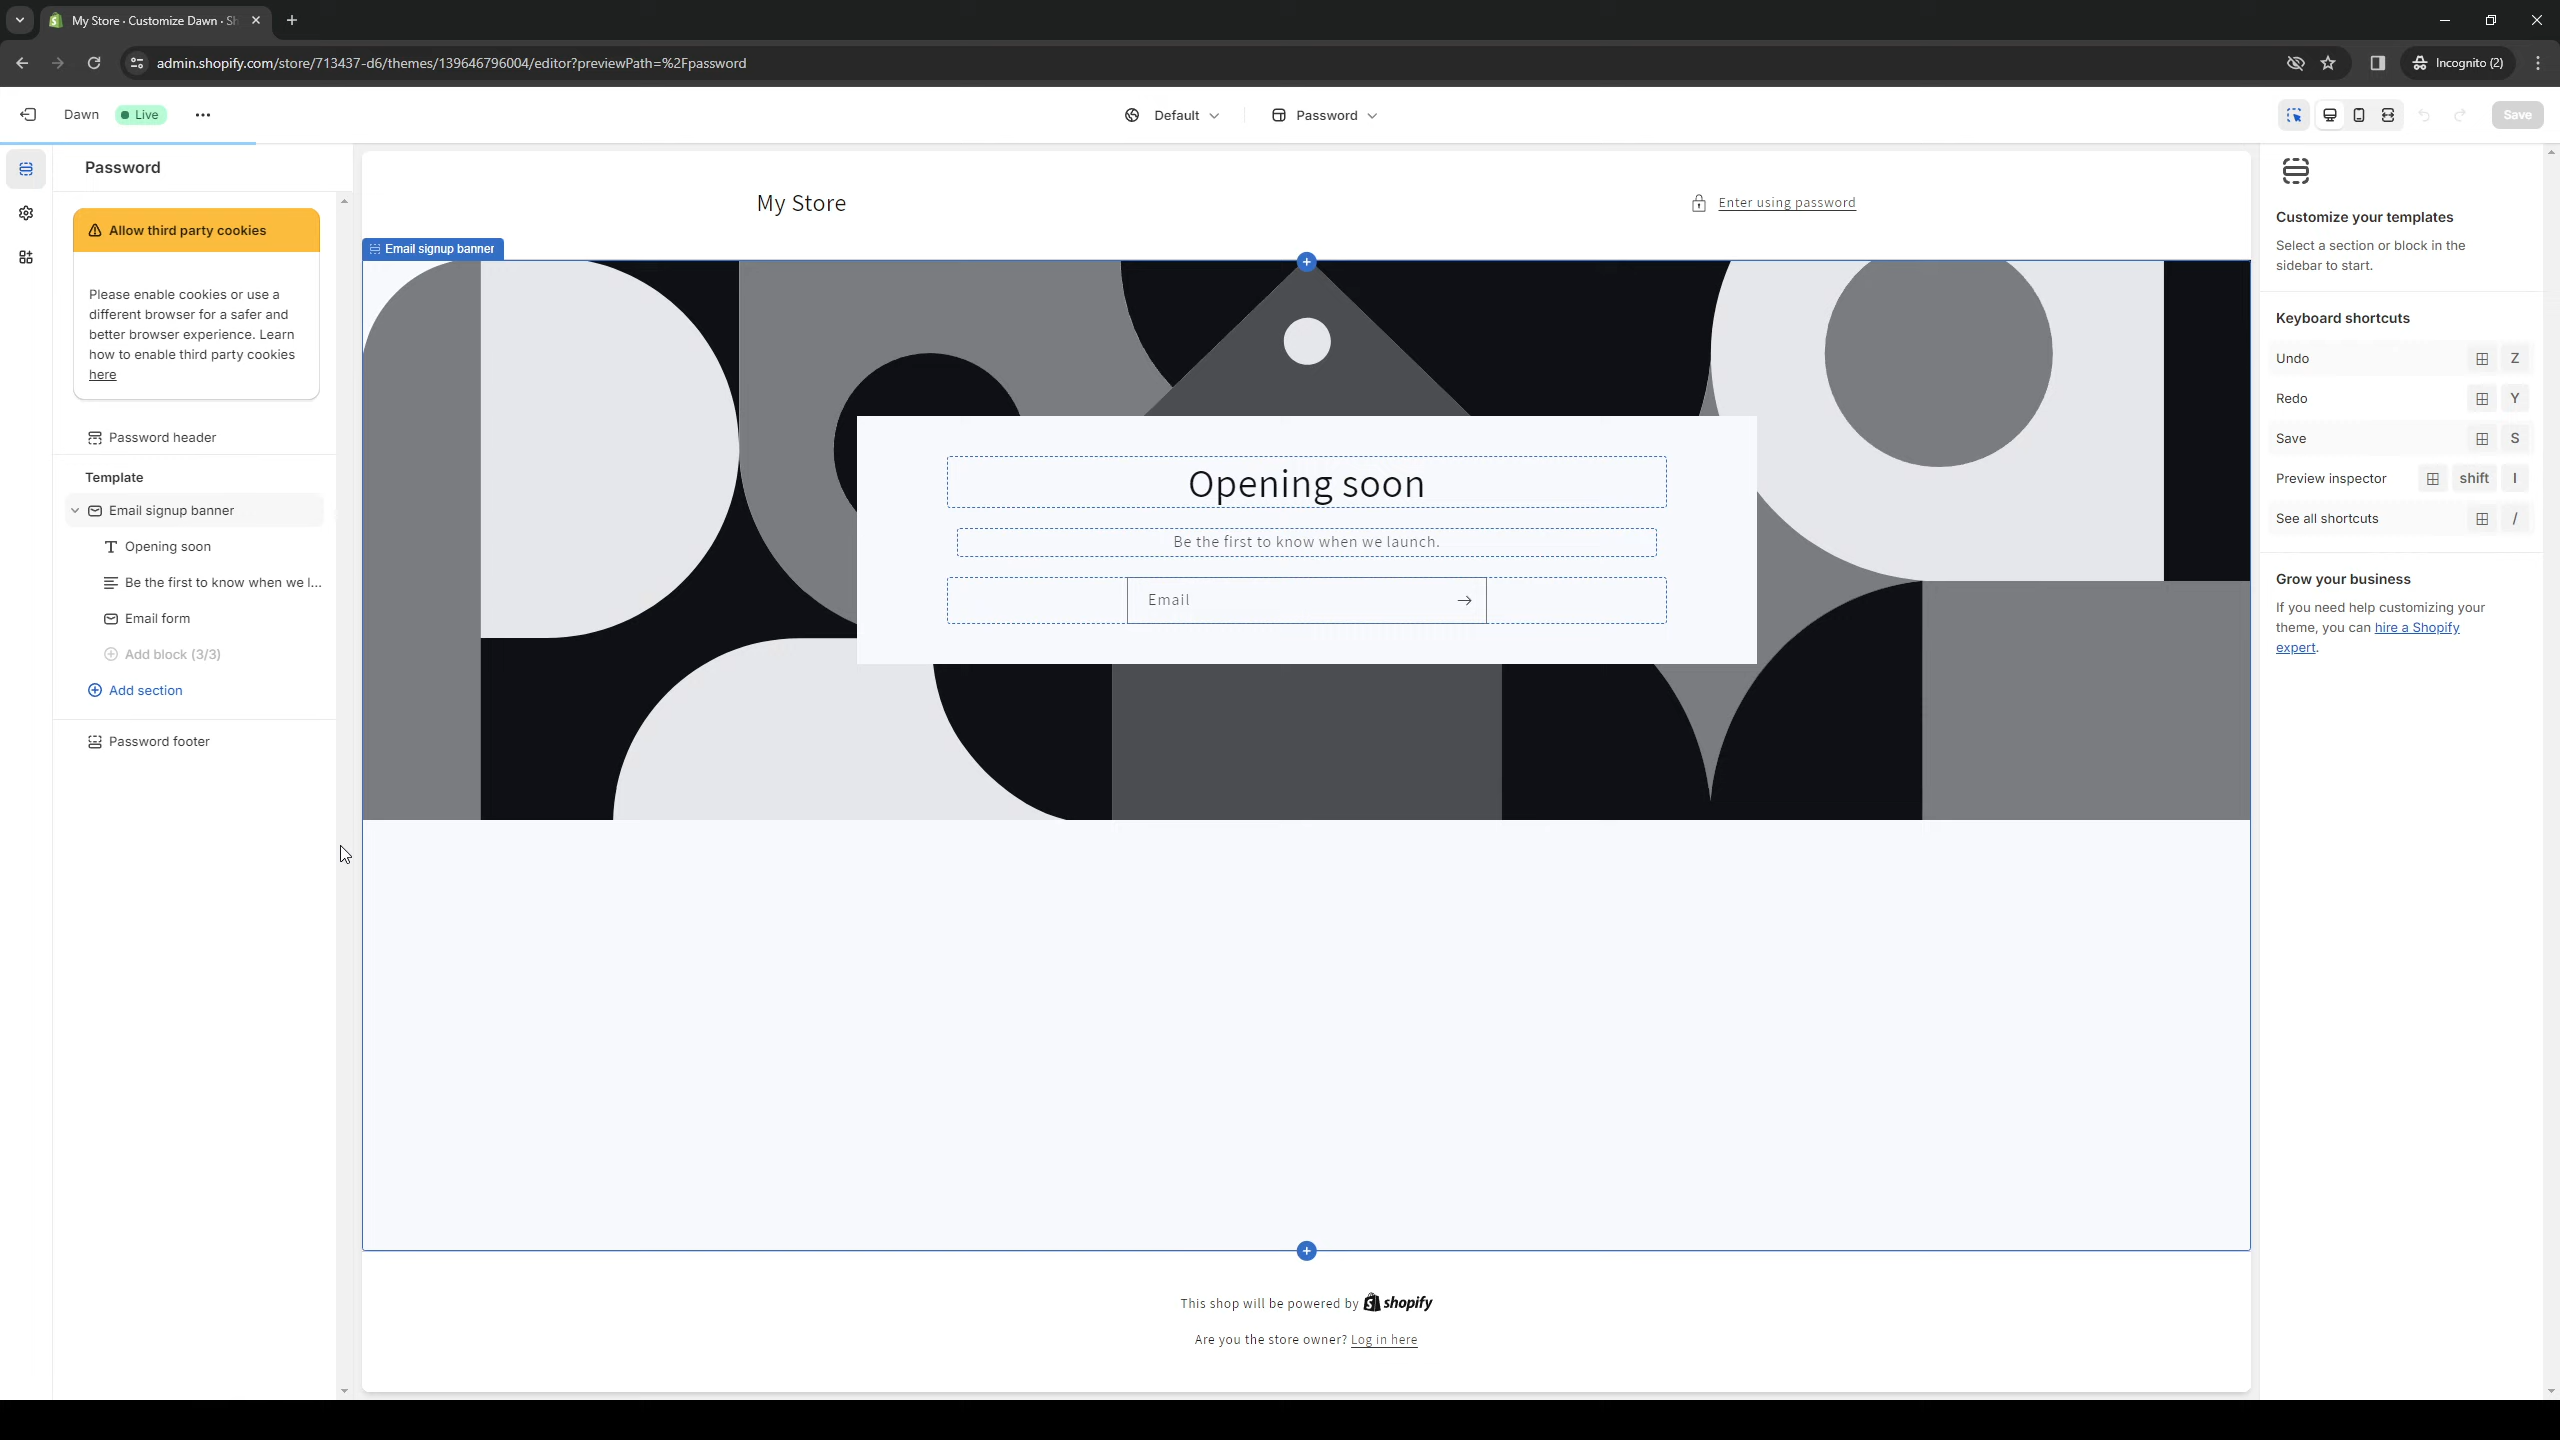 My Store · Customize Dawn · Sh
admin.shopify.com/store/713437-d6/themes/139646796004/editor?previewPath=%2Fpassword
Incognito (2)
Dawn
Live
Default
Password
Save
Password
Allow third party cookies
Please enable cookies or use a
different browser for a safer and
better browser experience. Learn
how to enable third party cookies
here
Password header
Template
Email signup banner
Opening soon
Be the first to know when we l...
Email form
Add block (3/3)
Add section
Password footer
My Store
Enter using password
Email signup banner
Opening soon
Be the first to know when we launch.
Email
This shop will be powered by shopify
Are you the store owner? Log in here
Customize your templates
Select a section or block in the
sidebar to start.
Keyboard shortcuts
Undo Z
Redo Y
Save S
Preview inspector shift I
See all shortcuts /
Grow your business
If you need help customizing your
theme, you can hire a Shopify
expert.